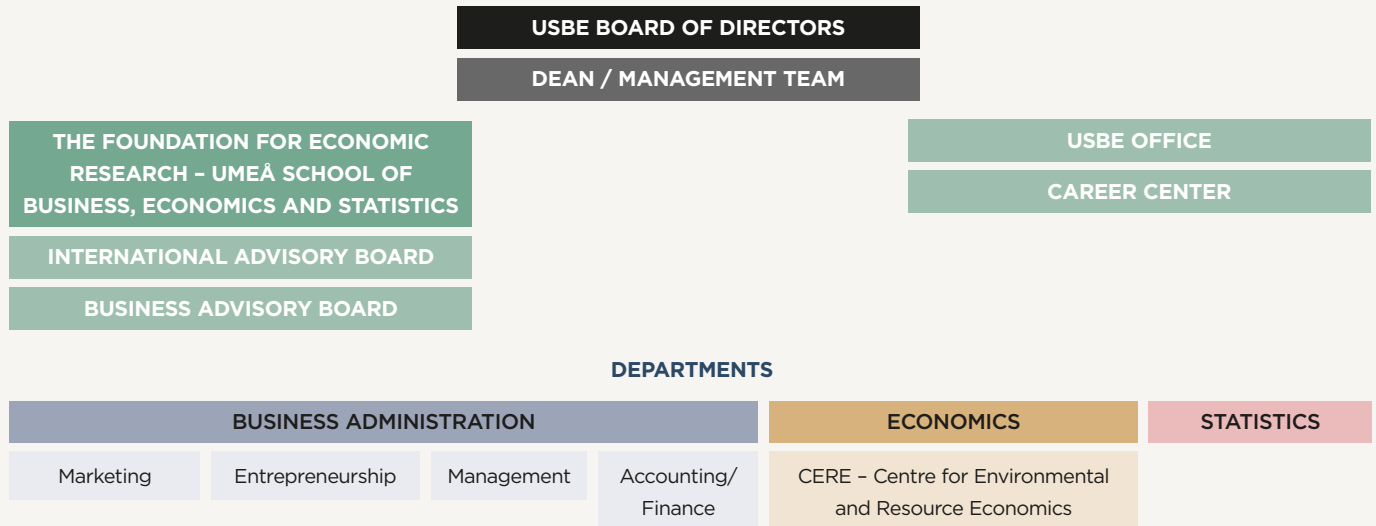 USBE BOARD OF DIRECTORS
DEAN / MANAGEMENT TEAM
THE FOUNDATION FOR ECONOMIC
RESEARCH – UMEÅ SCHOOL OF
BUSINESS, ECONOMICS AND STATISTICS
INTERNATIONAL ADVISORY BOARD
BUSINESS ADVISORY BOARD
USBE OFFICE
CAREER CENTER
DEPARTMENTS
BUSINESS ADMINISTRATION
Marketing
Entrepreneurship
Management
Accounting/
Finance
ECONOMICS
CERE – Centre for Environmental
and Resource Economics
STATISTICS